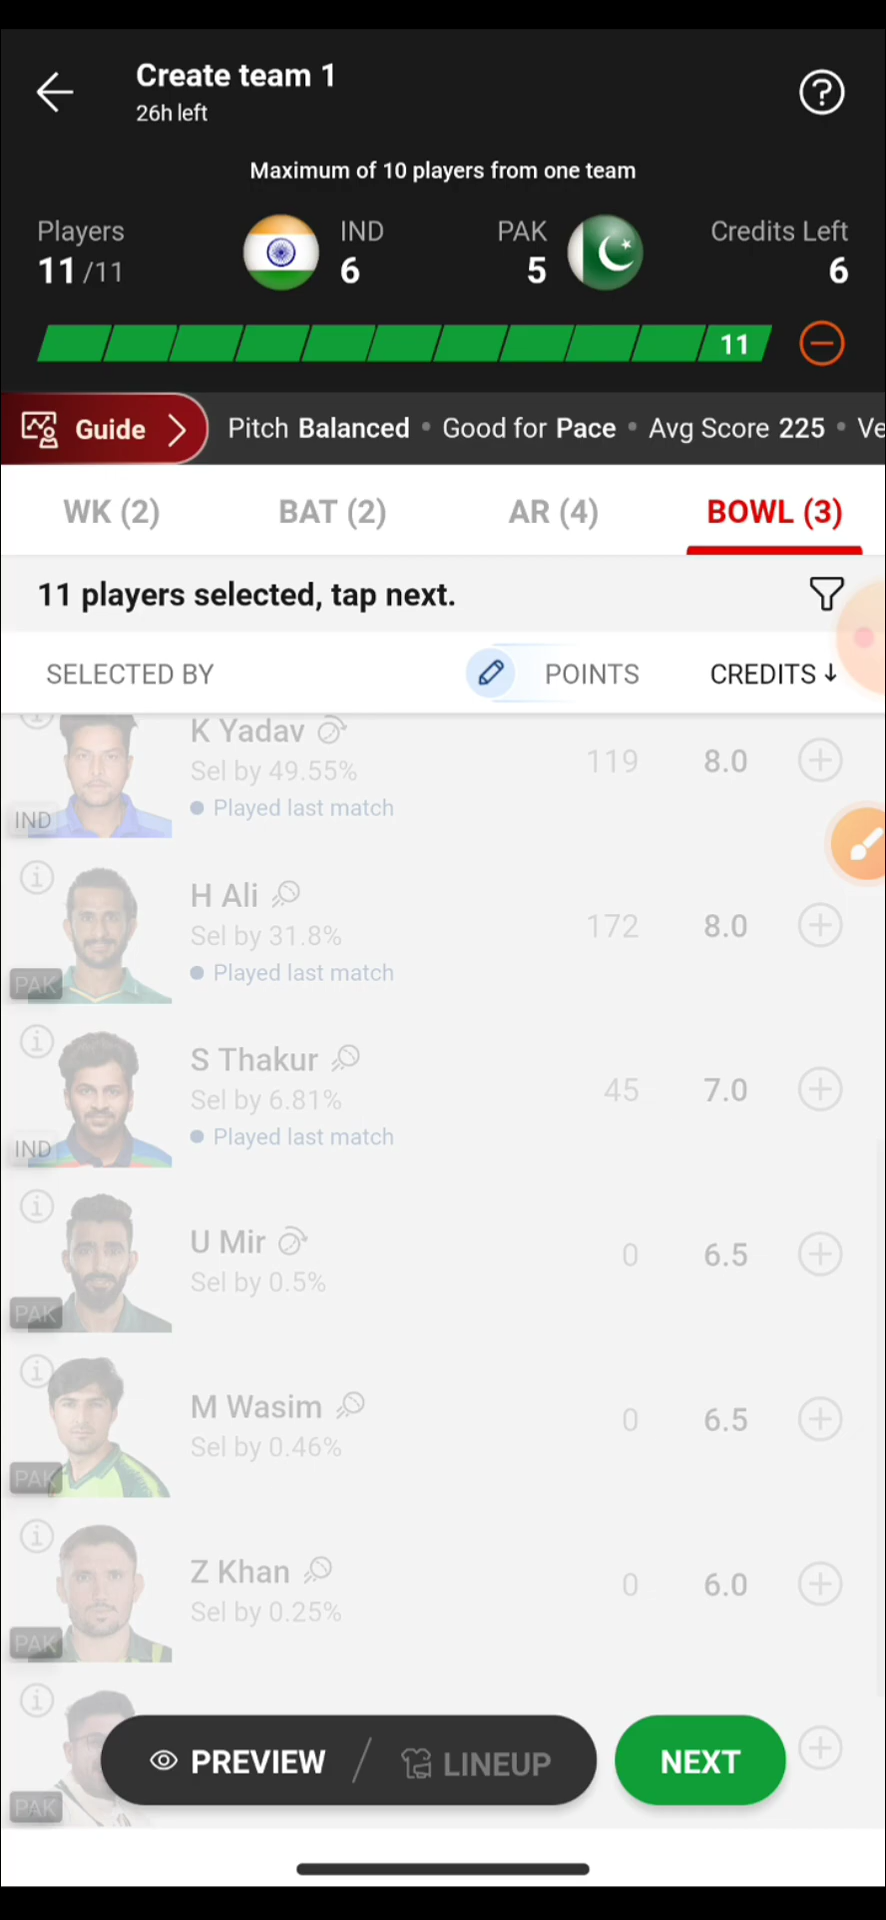 Create team 1
26h left
Maximum of 10 players from one team
Players IND PAK Credits Left
11/11 6 5 6
11
Guide Pitch Balanced • Good for Pace • Avg Score 225 • Ve
WK (2) BAT (2) AR (4) BOWL (3)
11 players selected, tap next.
SELECTED BY POINTS CREDITS↓
K Yadav
Sel by 49.55% 119 8.0
IND • Played last match
H Ali
Sel by 31.8% 172 8.0
PAK • Played last match
S Thakur
Sel by 6.81% 45 7.0
IND • Played last match
U Mir 0 6.5
Sel by 0.5%
PAK
M Wasim 0 6.5
Sel by 0.46%
PAK
Z Khan 0 6.0
Sel by 0.25%
PAK
PREVIEW / LINEUP NEXT
PAK